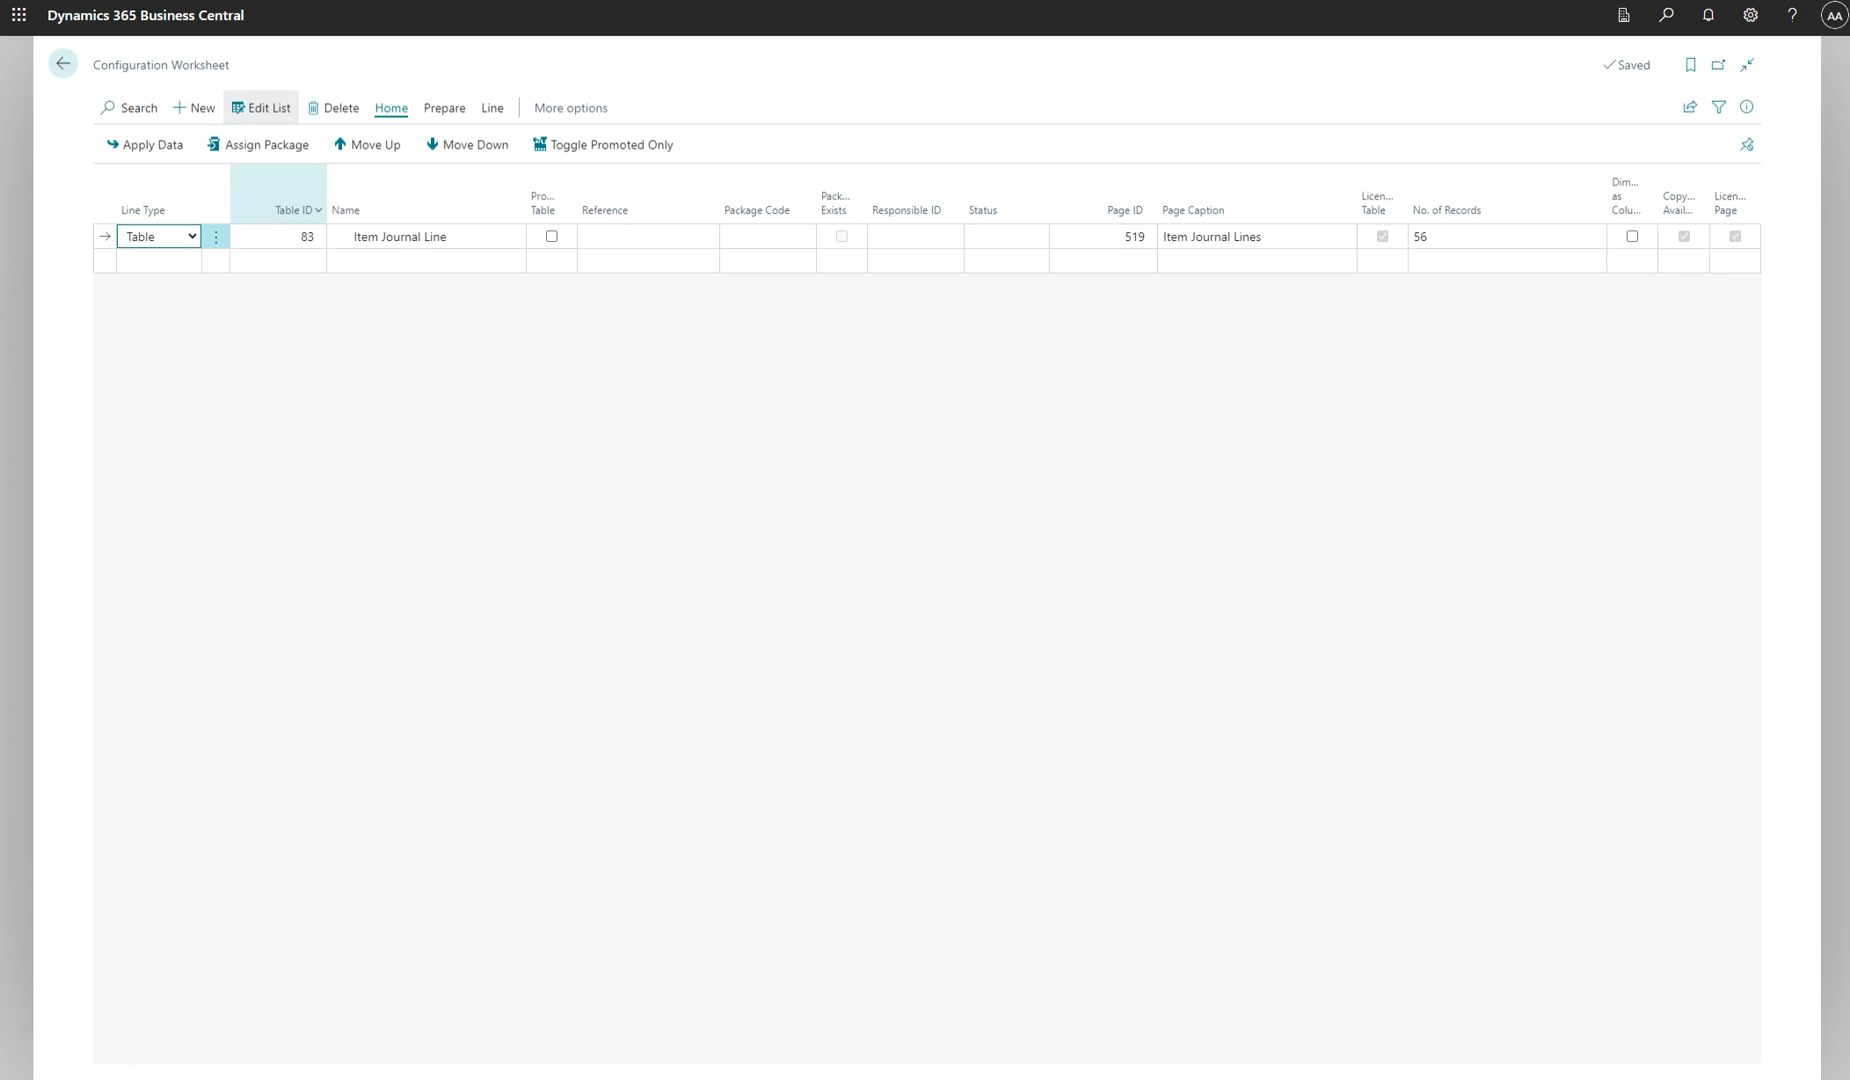 Dynamics 365 Business Central
AA
Configuration Worksheet
Saved
Search New Edit List Delete Home Prepare Line More options
Apply Data Assign Package Move Up Move Down Toggle Promoted Only
Line Type Table ID Name Pro... Table Reference Package Code Pack... Exists Responsible ID Status Page ID Page Caption Licen... Table No. of Records Dim... as Colu... Copy... Avail... Licen... Page
Table 83 Item Journal Line 519 Item Journal Lines 56